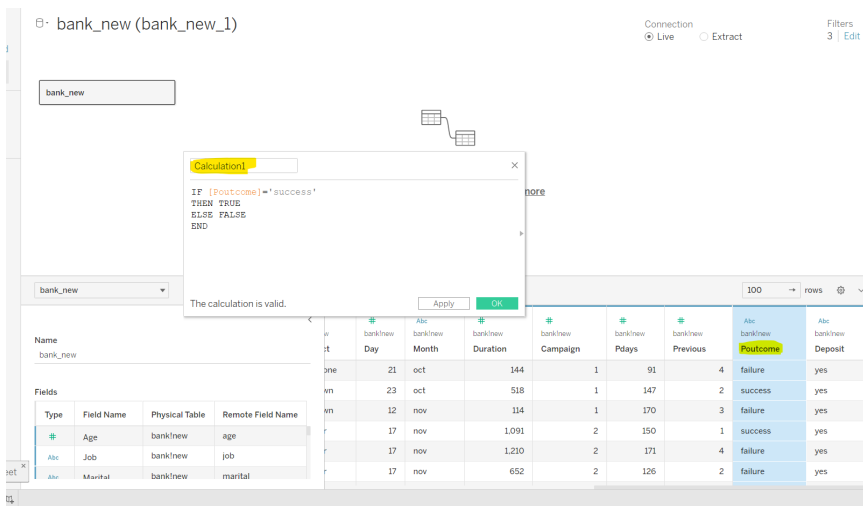 bank_new (bank_new_1)
Connection
Live
Extract
Filters
3 Edit
bank_new
more
Calculation1
IF [Poutcome]='success'
THEN TRUE
ELSE FALSE
END
The calculation is valid.
Apply
OK
bank_new
100 → rows
Name
bank_new
Fields
Type Field Name Physical Table Remote Field Name
# Age bank!new age
Abc Job bank!new job
Abc Marital bank!new marital
# Abc # # # # Abc Abc
bank!new bank!new bank!new bank!new bank!new bank!new bank!new bank!new
Day Month Duration Campaign Pdays Previous Poutcome Deposit
21 oct 144 1 91 4 failure yes
23 oct 518 1 147 2 success yes
12 nov 114 1 170 3 failure yes
17 nov 1,091 2 150 1 success yes
17 nov 1,210 2 171 4 failure yes
17 nov 652 2 126 2 failure yes